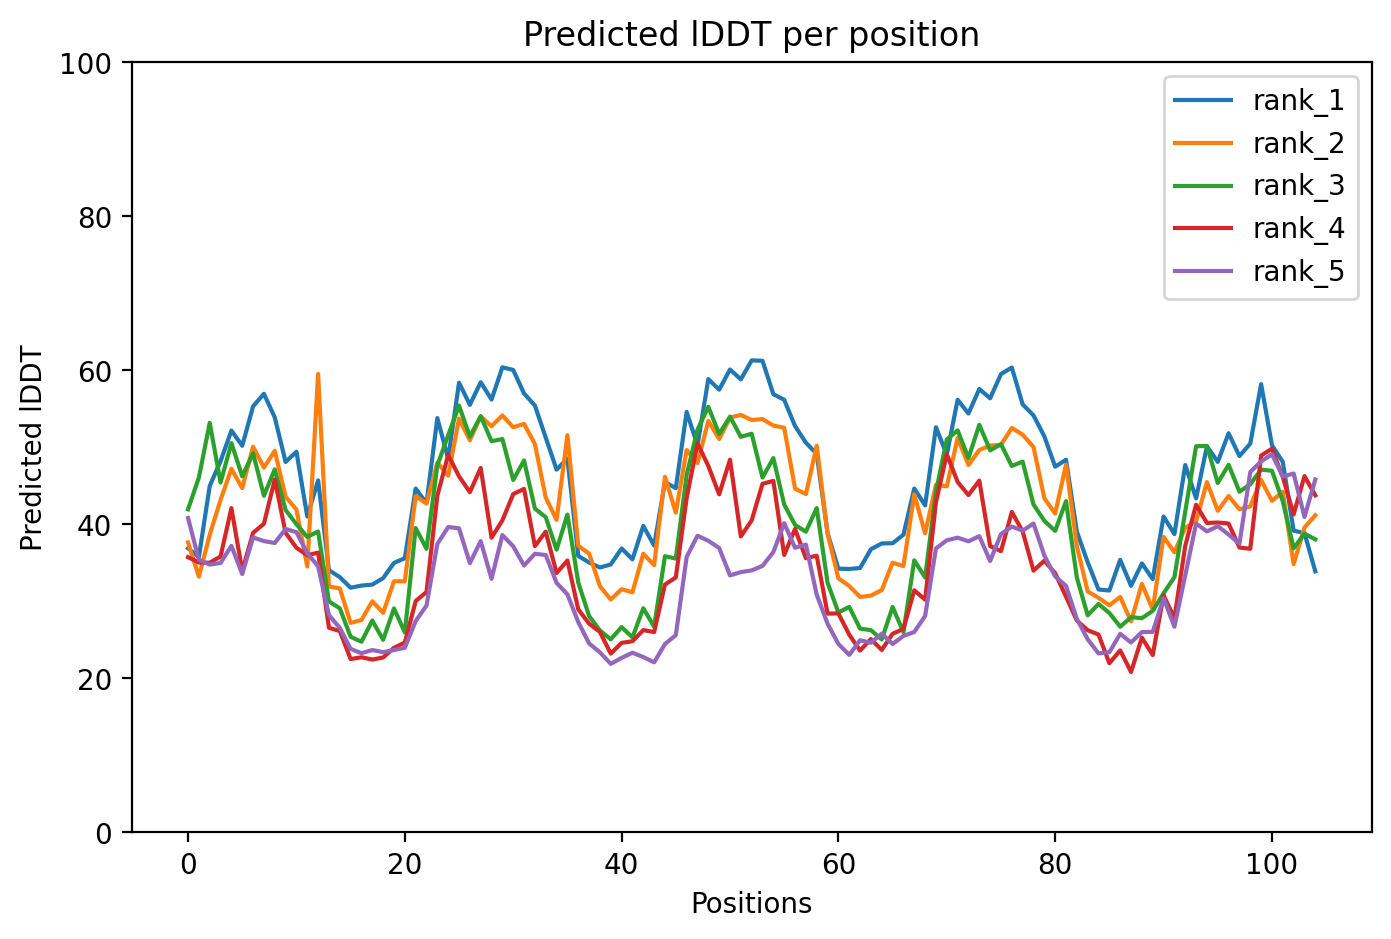 Predicted lDDT per position
100
80
60
40
20
0
Predicted lDDT
0 20 40 60 80 100
Positions
rank_1
rank_2
rank_3
rank_4
rank_5